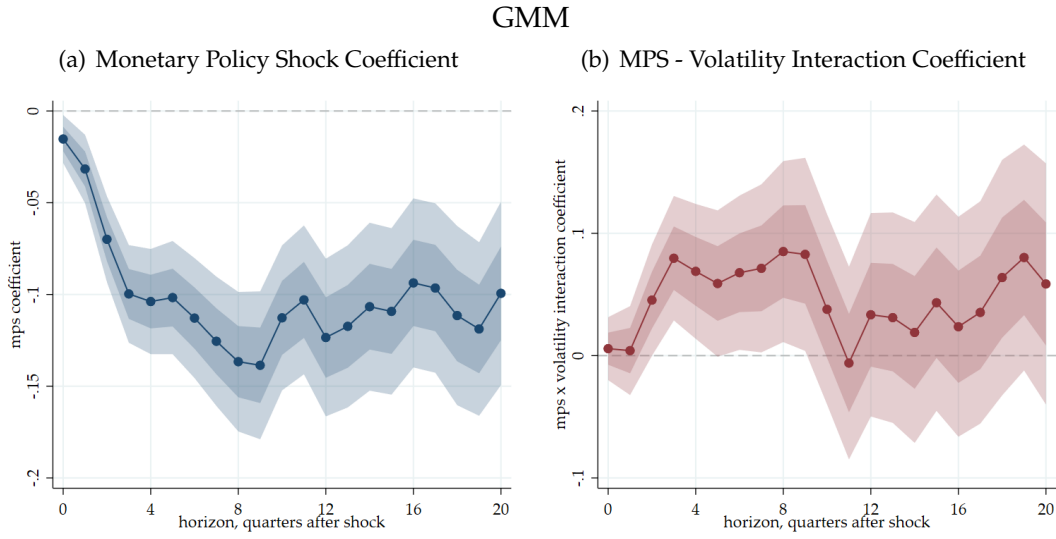 GMM
(a) Monetary Policy Shock Coefficient
mps coefficient
0
-.05
-.1
-.15
-.2
0 4 8 12 16 20
horizon, quarters after shock
(b) MPS - Volatility Interaction Coefficient
mps x volatility interaction coefficient
.2
.1
0
-.1
0 4 8 12 16 20
horizon, quarters after shock